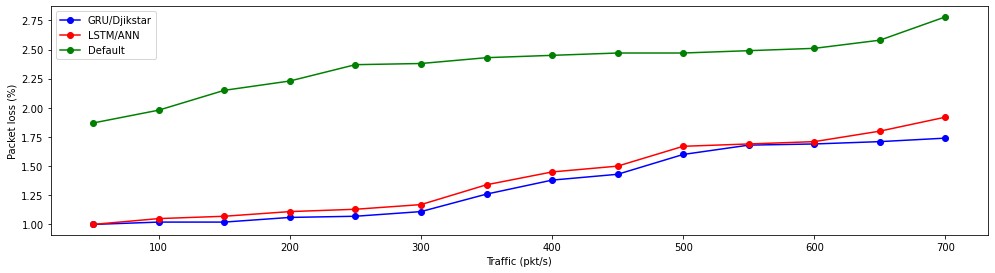 GRU/Djikstar
LSTM/ANN
Default
Packet loss (%)
2.75
2.50
2.25
2.00
1.75
1.50
1.25
1.00
100 200 300 400 500 600 700
Traffic (pkt/s)